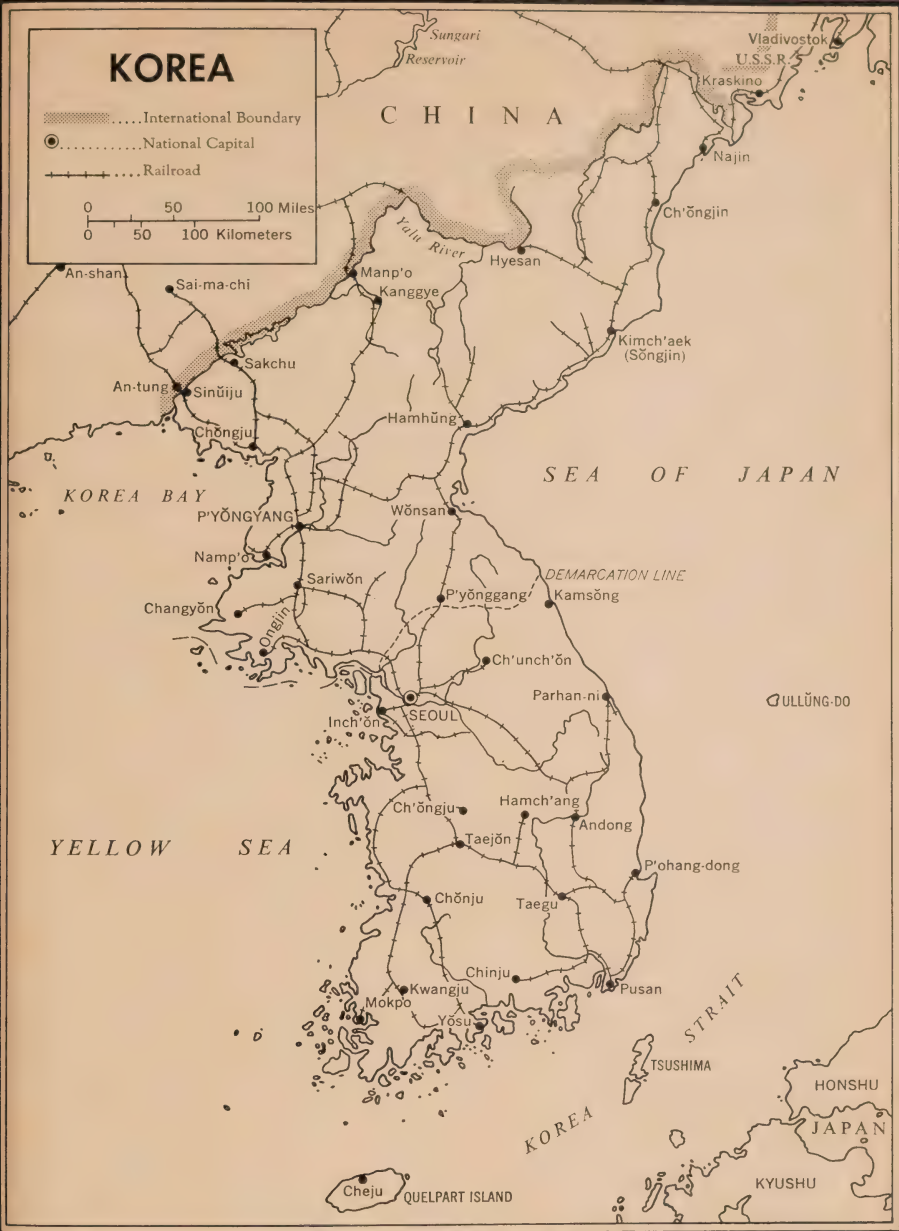 KOREA
International Boundary
National Capital
Railroad
0 50 100 Miles
0 50 100 Kilometers
Sungari
Reservoir
CHINA
Vladivostok
U.S.S.R.
Kraskino
Najin
Ch'ŏngjin
Yalu River
Hyesan
An-shan
Sai-ma-chi
Manp'o
Kanggye
Kimch'aek
(Sŏngjin)
Sakchu
An-tung
Sinŭiju
Chŏngju
Hamhŭng
SEA OF JAPAN
KOREA BAY
P'YŎNGYANG
Wŏnsan
Namp'o
Sariwŏn
DEMARCATION LINE
P'yŏnggang
Kamsŏng
Changyŏn
Ongjin
Ch'unch'ŏn
Parhan-ni
ULLŬNG-DO
SEOUL
Inch'ŏn
Ch'ŏngju
Hamch'ang
Andong
YELLOW SEA
Taejŏn
P'ohang-dong
Chŏnju
Taegu
Chinju
Pusan
Kwangju
Mokpo
Yŏsu
KOREA STRAIT
TSUSHIMA
HONSHU
JAPAN
KYUSHU
Cheju
QUELPART ISLAND